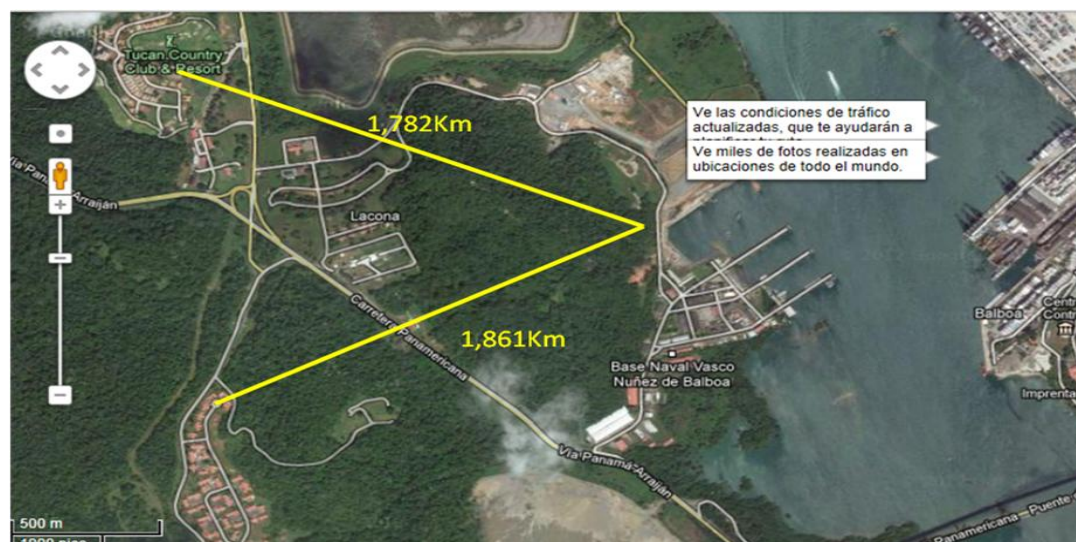 Tucan Country
Club & Resort
1,782Km
Ve las condiciones de tráfico
actualizadas, que te ayudarán a
Ve miles de fotos realizadas en
ubicaciones de todo el mundo.
Vía Panamá Arraiján
Lacona
Carretera Panamericana
1,861Km
Balboa
Base Naval Vasco
Nuñez de Balboa
Imprenta
Vía Panamá Arraiján
500 m
Panamericana - Puente